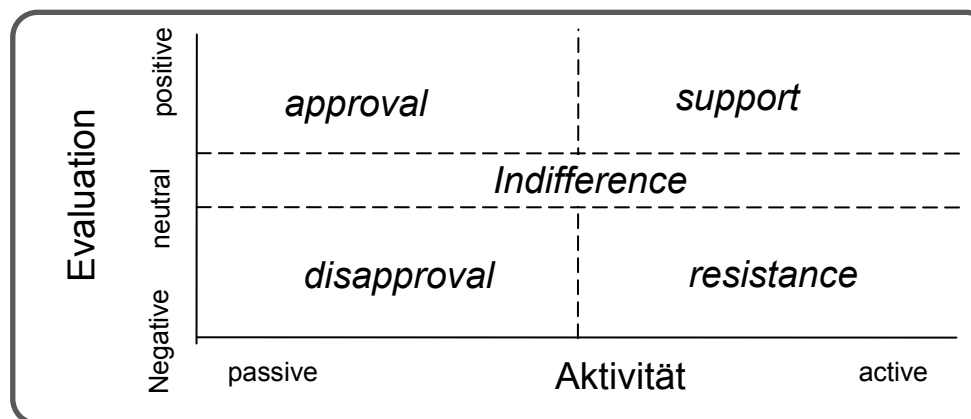 Evaluation
positive
neutral
Negative
approval
support
Indifference
disapproval
resistance
passive
Aktivität
active